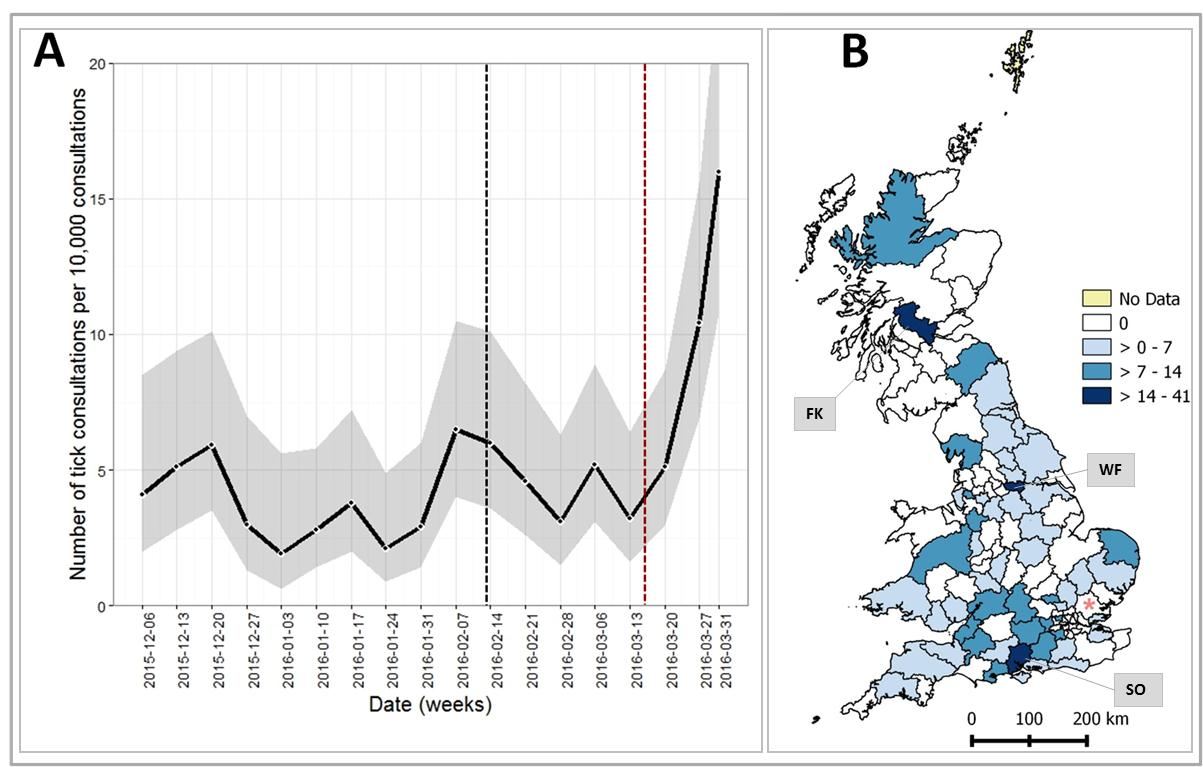 A
Number of tick consultations per 10,000 consultations
20
15
10
5
0
2015-12-06
2015-12-13
2015-12-20
2015-12-27
2016-01-03
2016-01-10
2016-01-17
2016-01-24
2016-01-31
2016-02-07
2016-02-14
2016-02-21
2016-02-28
2016-03-06
2016-03-13
2016-03-20
2016-03-27
2016-03-31
Date (weeks)
B
No Data
0
> 0 - 7
> 7 - 14
> 14 - 41
FK
WF
*
SO
0 100 200 km